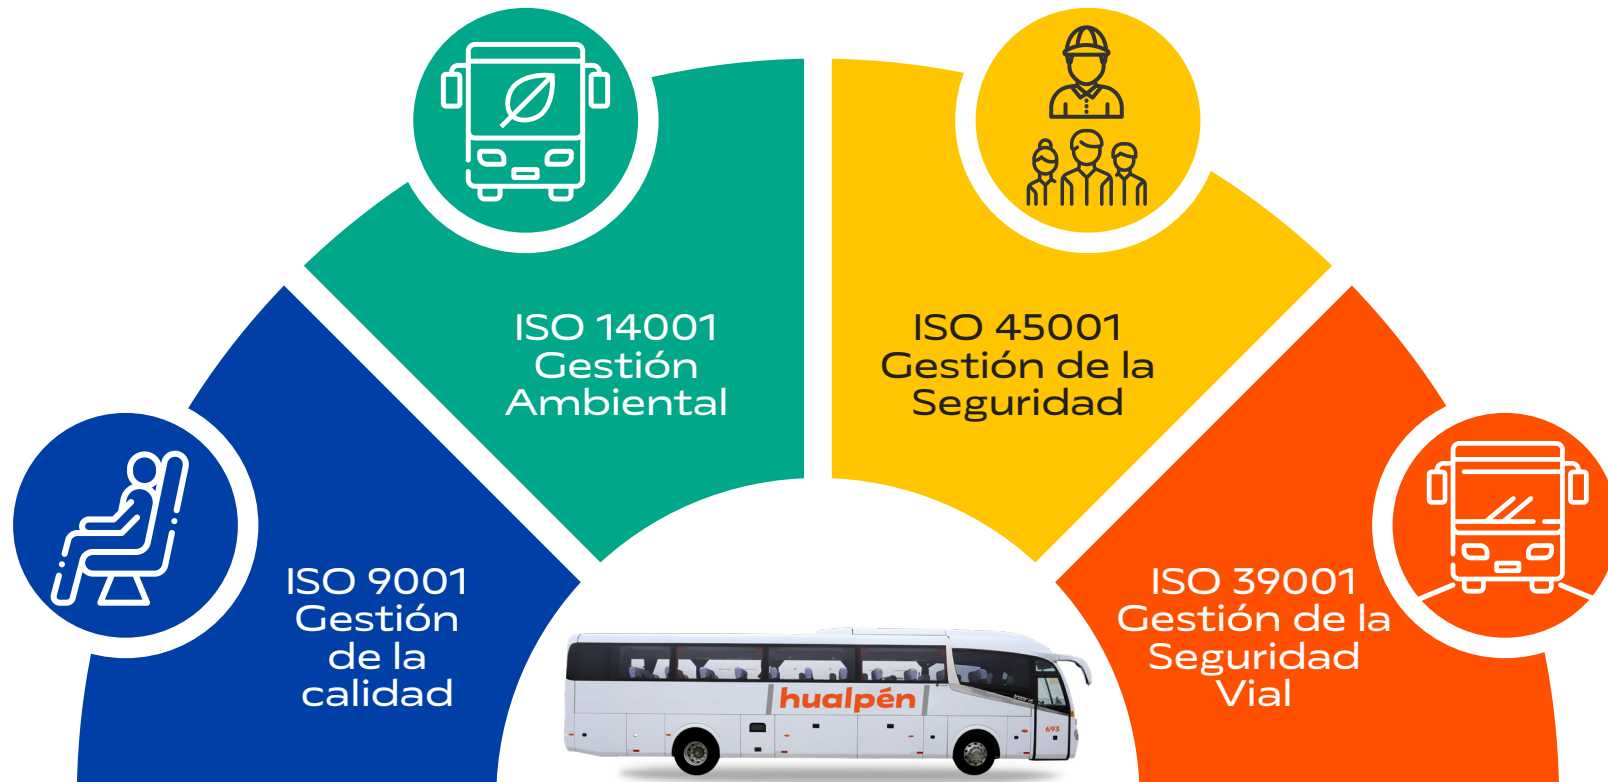 ISO 14001
Gestión
Ambiental
ISO 45001
Gestión de la
Seguridad
ISO 9001
Gestión
de la
calidad
ISO 39001
Gestión de la
Seguridad
Vial
hualpén
693